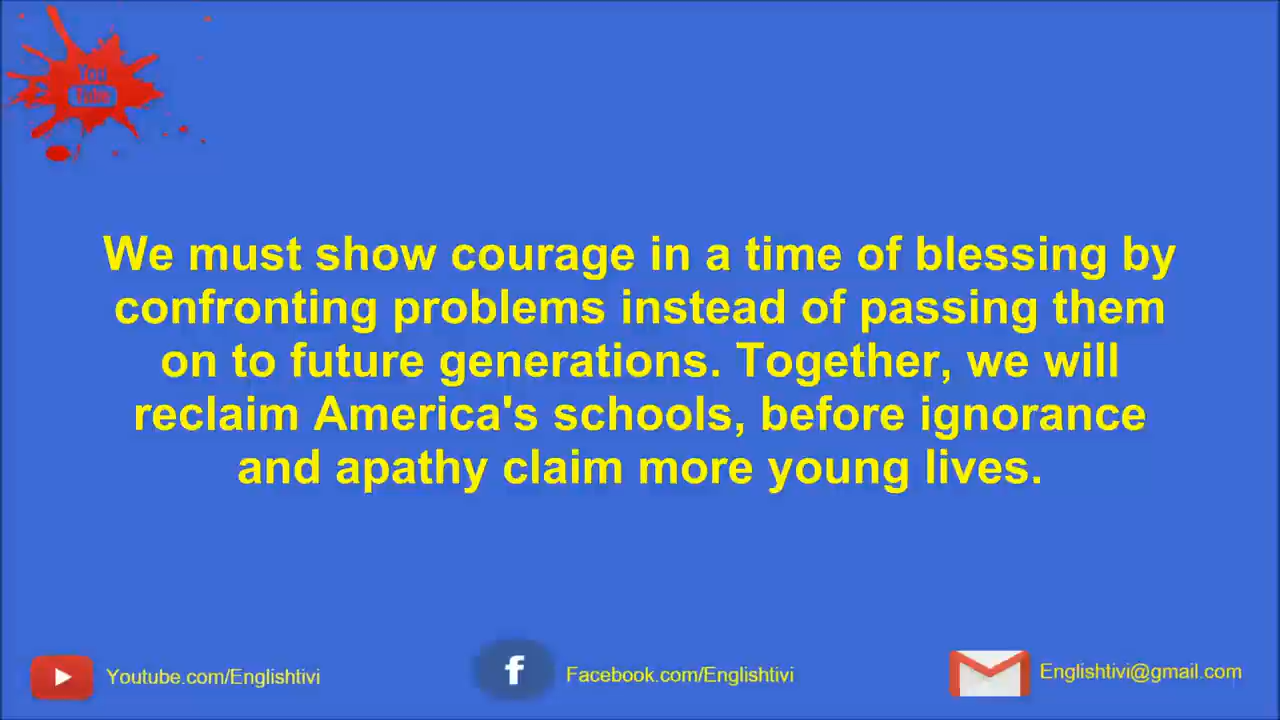 You
Tube
We must show courage in a time of blessing by
confronting problems instead of passing them
on to future generations. Together, we will
reclaim America's schools, before ignorance
and apathy claim more young lives.
Youtube.com/Englishtivi
f
Facebook.com/Englishtivi
Englishtivi@gmail.com